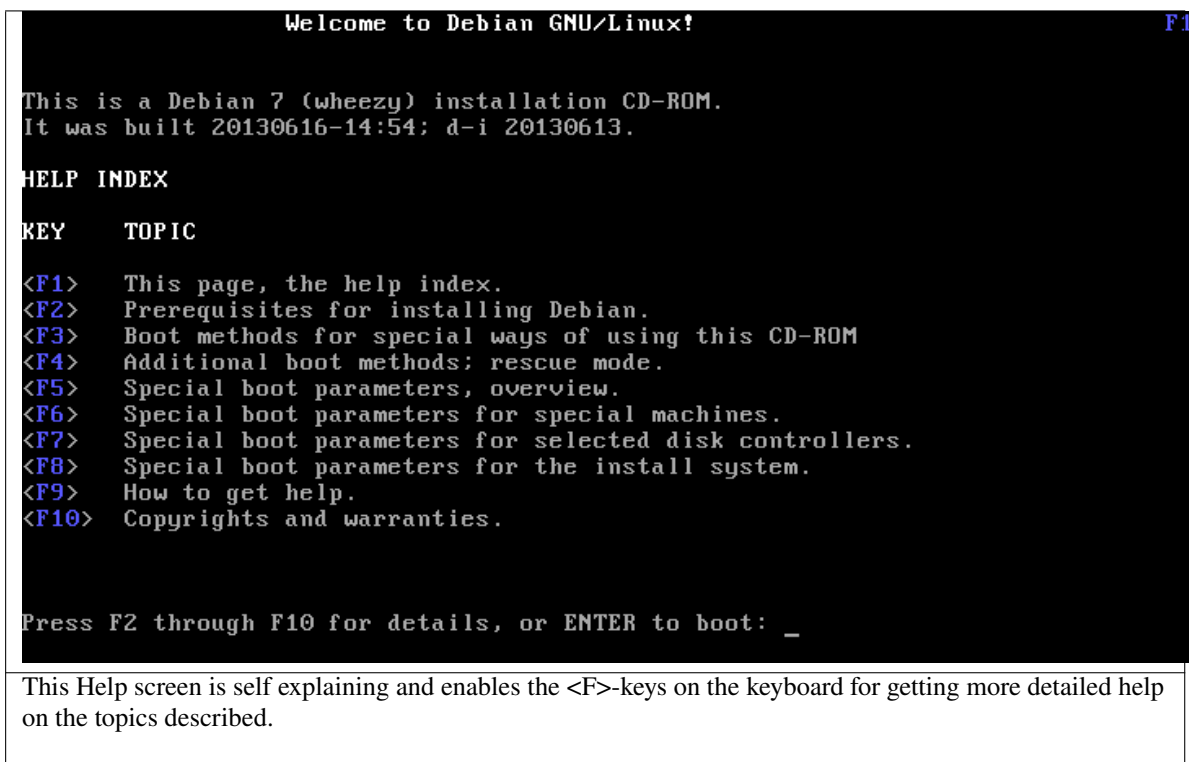 Welcome to Debian GNU/Linux! F1
This is a Debian 7 (wheezy) installation CD-ROM.
It was built 20130616-14:54; d-i 20130613.
HELP INDEX
KEY TOPIC
<F1> This page, the help index.
<F2> Prerequisites for installing Debian.
<F3> Boot methods for special ways of using this CD-ROM
<F4> Additional boot methods; rescue mode.
<F5> Special boot parameters, overview.
<F6> Special boot parameters for special machines.
<F7> Special boot parameters for selected disk controllers.
<F8> Special boot parameters for the install system.
<F9> How to get help.
<F10> Copyrights and warranties.
Press F2 through F10 for details, or ENTER to boot: _
This Help screen is self explaining and enables the <F>-keys on the keyboard for getting more detailed help
on the topics described.